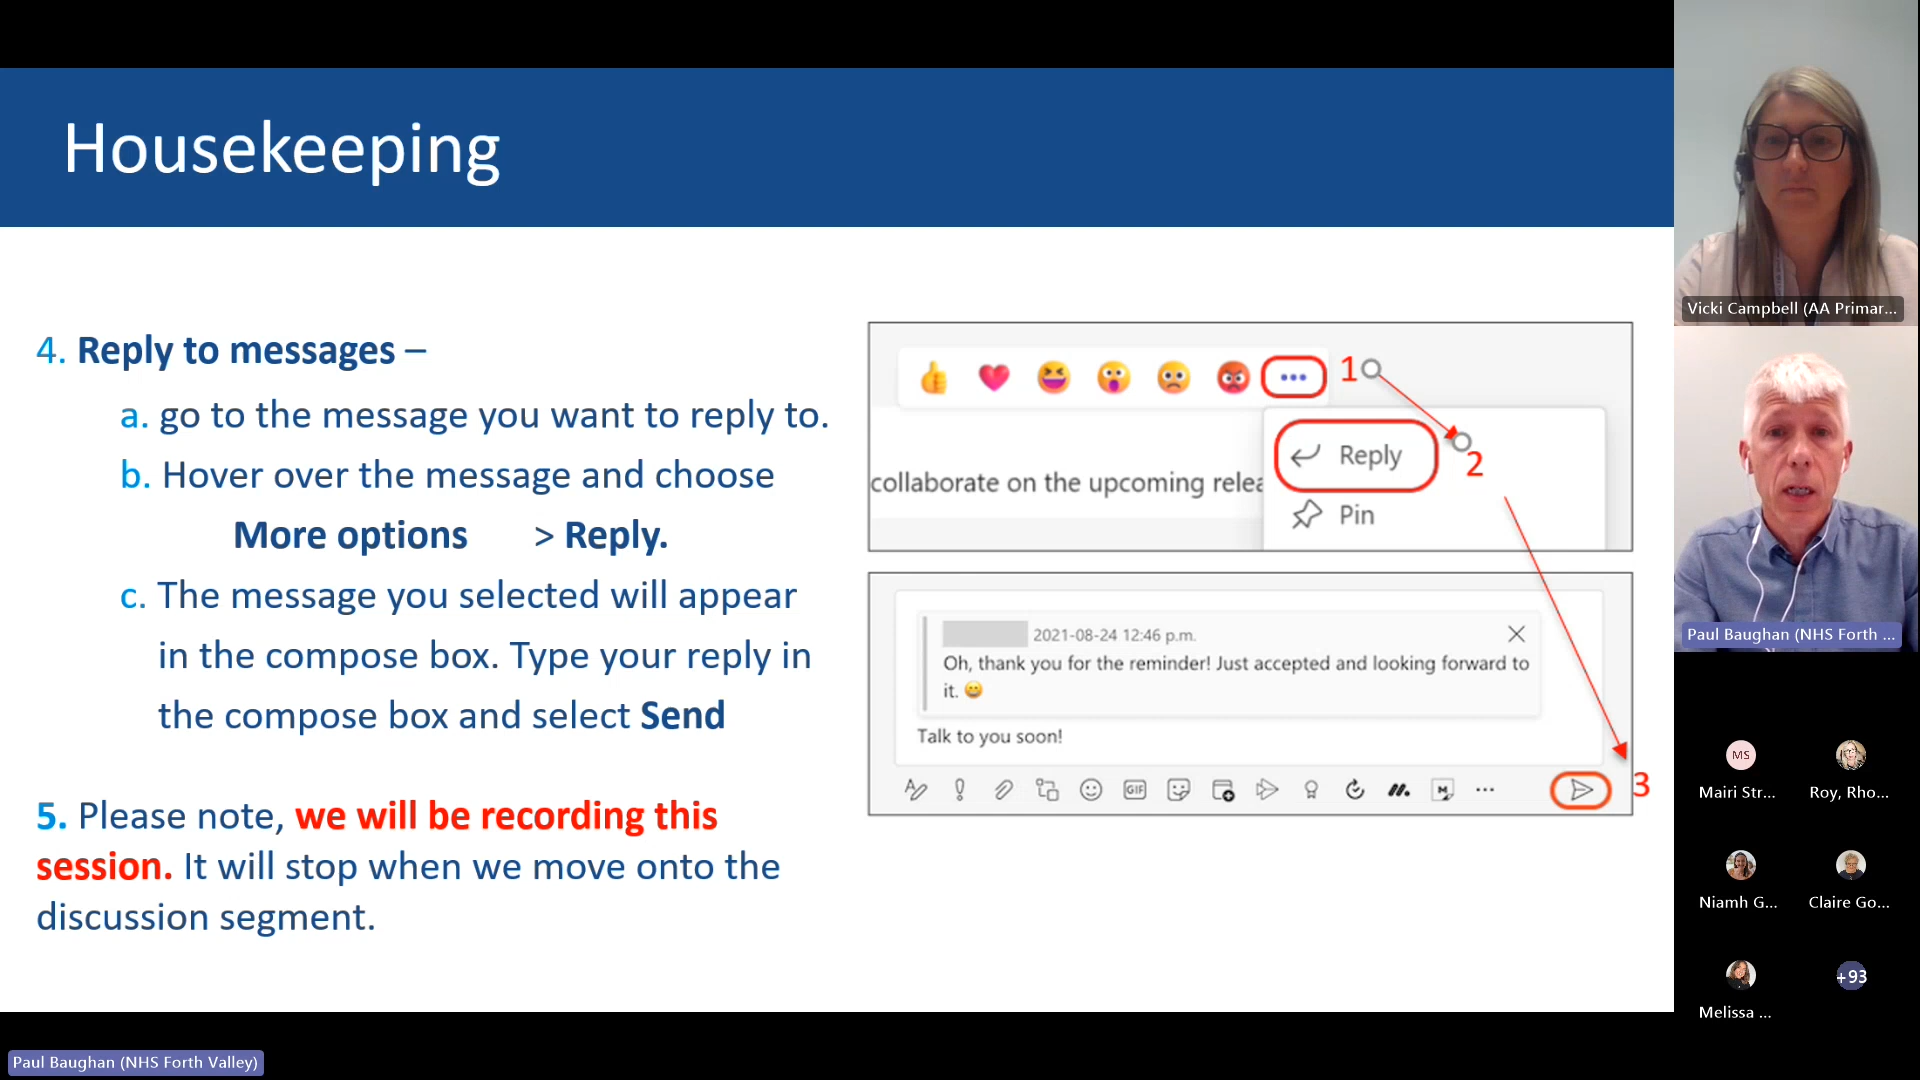 Housekeeping
4. Reply to messages –
a. go to the message you want to reply to.
b. Hover over the message and choose
More options > Reply.
c. The message you selected will appear
in the compose box. Type your reply in
the compose box and select Send
5. Please note, we will be recording this
session. It will stop when we move onto the
discussion segment.
1
Reply
2
collaborate on the upcoming relea
Pin
2021-08-24 12:46 p.m.
Oh, thank you for the reminder! Just accepted and looking forward to
it.
Talk to you soon!
GIF
3
Vicki Campbell (AA Primar...
Paul Baughan (NHS Forth ...
MS
Mairi Str...
Roy, Rho...
Niamh G...
Claire Go...
Melissa ...
+93
Paul Baughan (NHS Forth Valley)